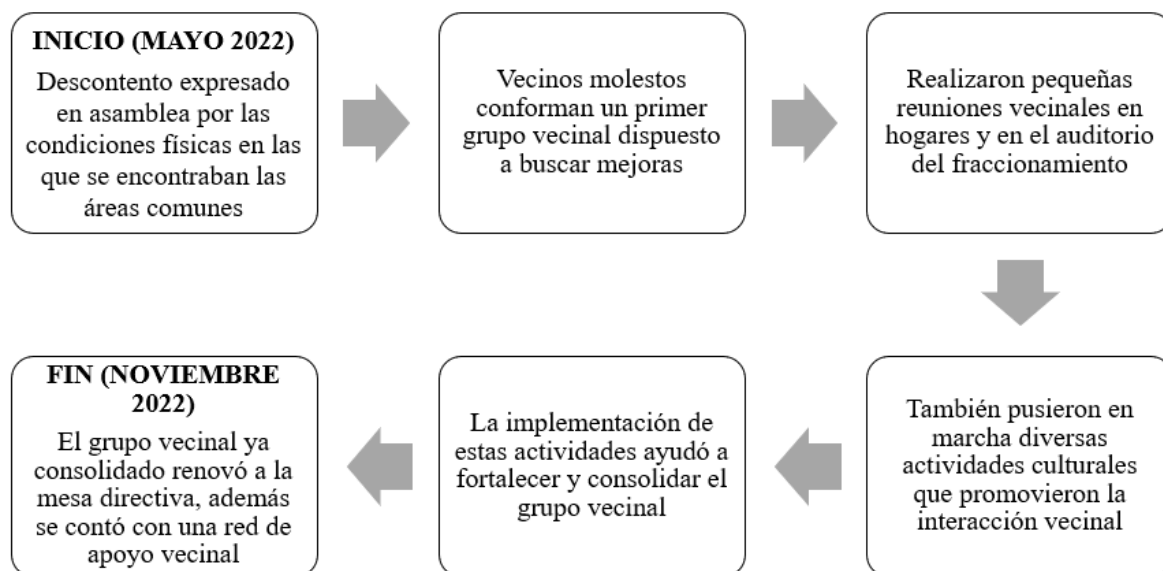 INICIO (MAYO 2022)
Descontento expresado
en asamblea por las
condiciones físicas en las
que se encontraban las
áreas comunes
Vecinos molestos
conforman un primer
grupo vecinal dispuesto
a buscar mejoras
Realizaron pequeñas
reuniones vecinales en
hogares y en el auditorio
del fraccionamiento
También pusieron en
marcha diversas
actividades culturales
que promovieron la
interacción vecinal
La implementación de
estas actividades ayudó a
fortalecer y consolidar el
grupo vecinal
FIN (NOVIEMBRE
2022)
El grupo vecinal ya
consolidado renovó a la
mesa directiva, además
se contó con una red de
apoyo vecinal